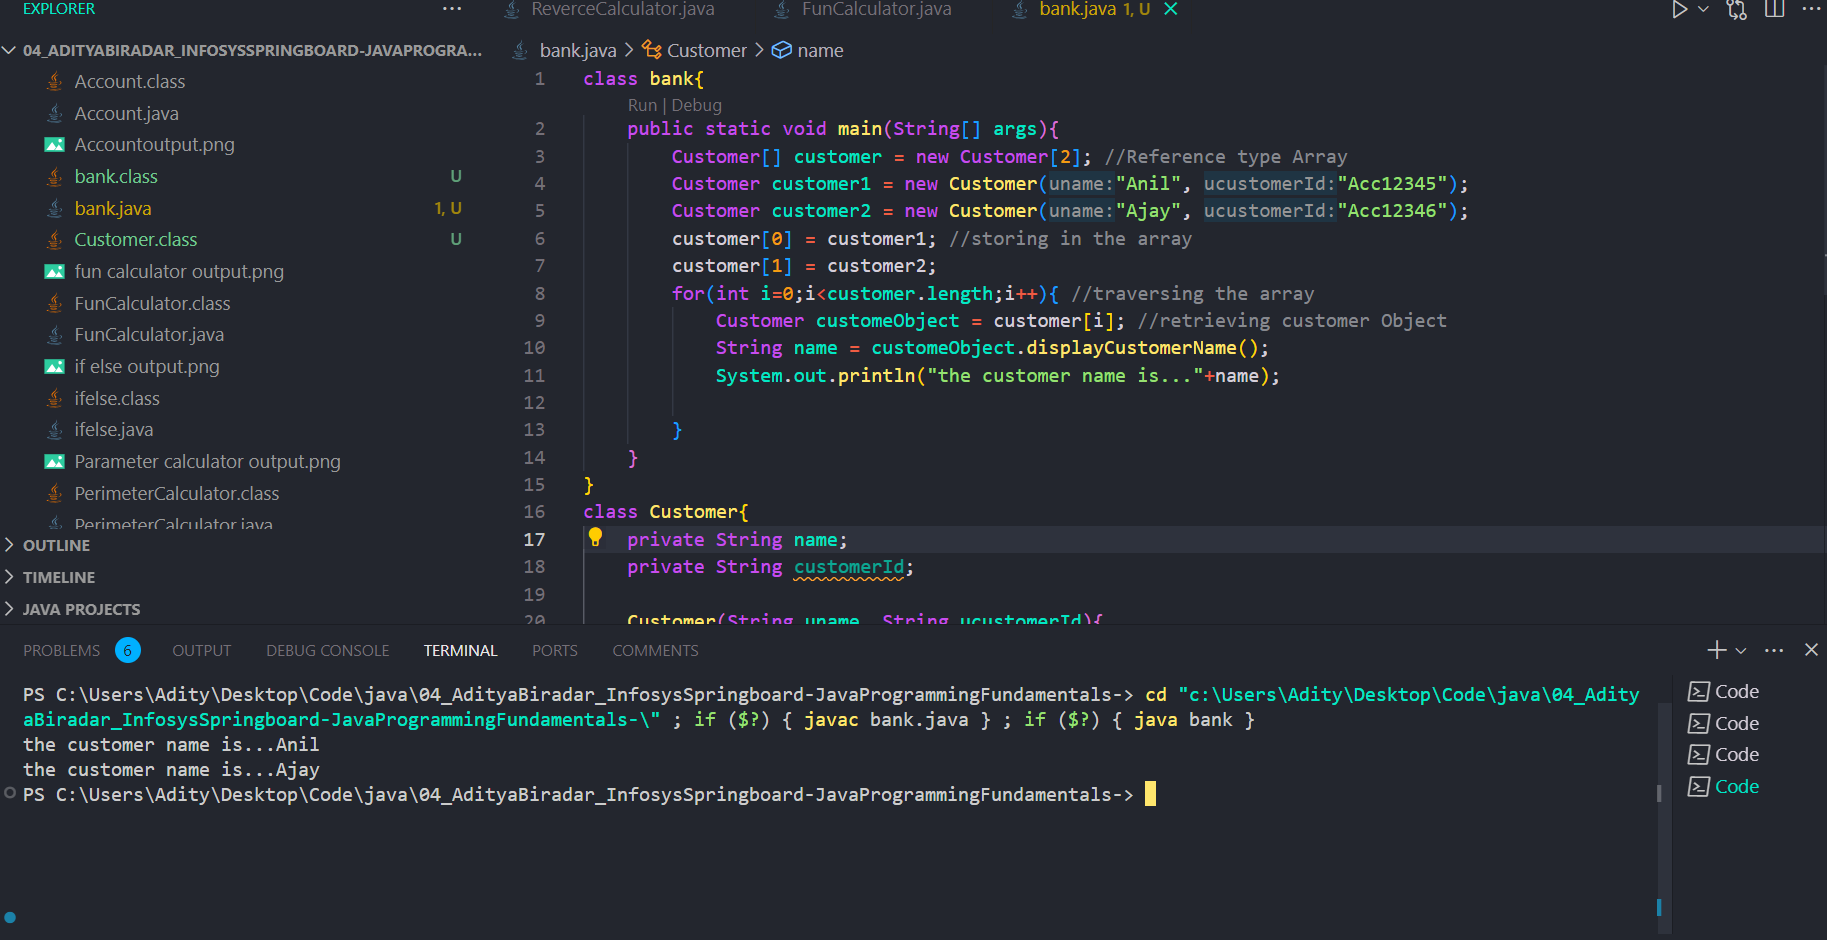 EXPLORER ...
04_ADITYABIRADAR_INFOSYSSPRINGBOARD-JAVAPROGRA...
Account.class
Account.java
Accountoutput.png
bank.class U
bank.java 1, U
Customer.class U
fun calculator output.png
FunCalculator.class
FunCalculator.java
if else output.png
ifelse.class
ifelse.java
Parameter calculator output.png
PerimeterCalculator.class
PerimeterCalculator.java
OUTLINE
TIMELINE
JAVA PROJECTS
ReverceCalculator.java FunCalculator.java bank.java 1, U
bank.java > Customer > name
1 class bank{
Run | Debug
2 public static void main(String[] args){
3 Customer[] customer = new Customer[2]; //Reference type Array
4 Customer customer1 = new Customer(uname:"Anil", ucustomerId:"Acc12345");
5 Customer customer2 = new Customer(uname:"Ajay", ucustomerId:"Acc12346");
6 customer[0] = customer1; //storing in the array
7 customer[1] = customer2;
8 for(int i=0;i<customer.length;i++){ //traversing the array
9 Customer customeObject = customer[i]; //retrieving customer Object
10 String name = customeObject.displayCustomerName();
11 System.out.println("the customer name is..."+name);
12
13 }
14 }
15 }
16 class Customer{
17 private String name;
18 private String customerId;
19
20 Customer(String uname, String ucustomerId){
PROBLEMS 6 OUTPUT DEBUG CONSOLE TERMINAL PORTS COMMENTS
PS C:\Users\Adity\Desktop\Code\java\04_AdityaBiradar_InfosysSpringboard-JavaProgrammingFundamentals-> cd "c:\Users\Adity\Desktop\Code\java\04_Adity
aBiradar_InfosysSpringboard-JavaProgrammingFundamentals-\" ; if ($?) { javac bank.java } ; if ($?) { java bank }
the customer name is...Anil
the customer name is...Ajay
PS C:\Users\Adity\Desktop\Code\java\04_AdityaBiradar_InfosysSpringboard-JavaProgrammingFundamentals->
Code
Code
Code
Code